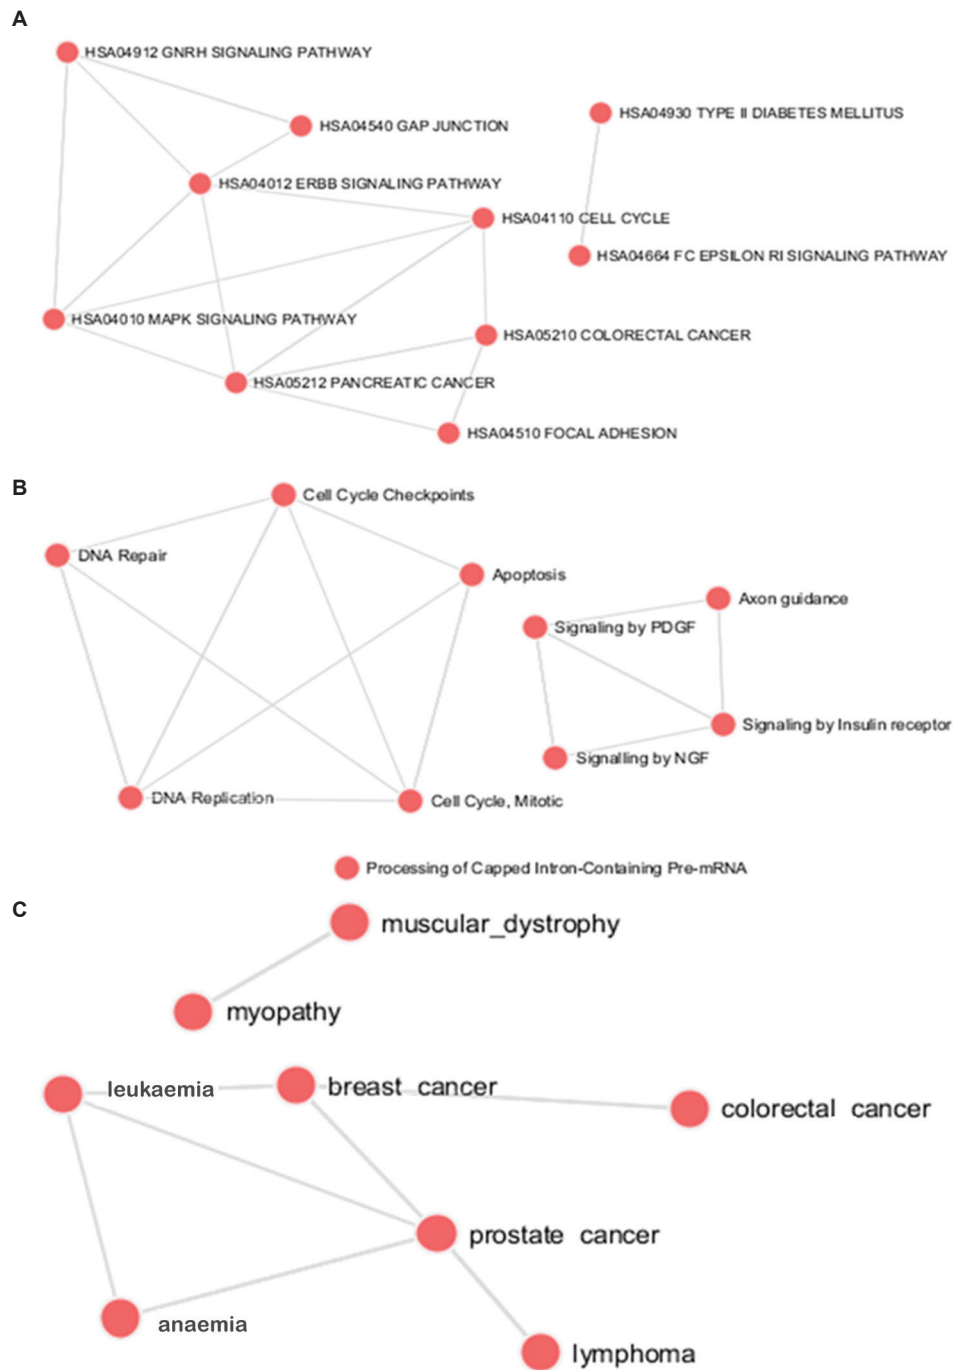 A
HSA04912 GNRH SIGNALING PATHWAY
HSA04540 GAP JUNCTION
HSA04930 TYPE II DIABETES MELLITUS
HSA04012 ERBB SIGNALING PATHWAY
HSA04110 CELL CYCLE
HSA04664 FC EPSILON RI SIGNALING PATHWAY
HSA04010 MAPK SIGNALING PATHWAY
HSA05210 COLORECTAL CANCER
HSA05212 PANCREATIC CANCER
HSA04510 FOCAL ADHESION
B
Cell Cycle Checkpoints
DNA Repair
Apoptosis
Axon guidance
Signaling by PDGF
Signaling by Insulin receptor
Signalling by NGF
DNA Replication
Cell Cycle, Mitotic
Processing of Capped Intron-Containing Pre-mRNA
C
muscular_dystrophy
myopathy
leukaemia
breast cancer
colorectal cancer
prostate cancer
anaemia
lymphoma